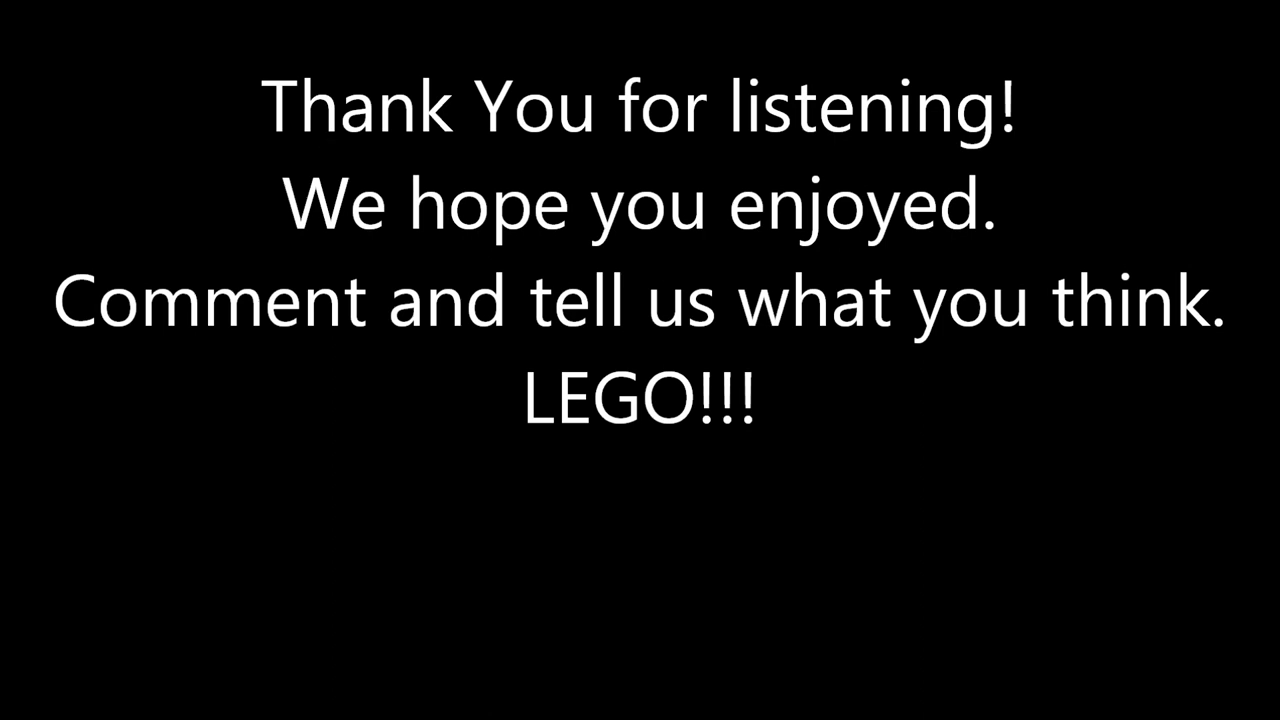 Thank You for listening!
We hope you enjoyed.
Comment and tell us what you think.
LEGO!!!